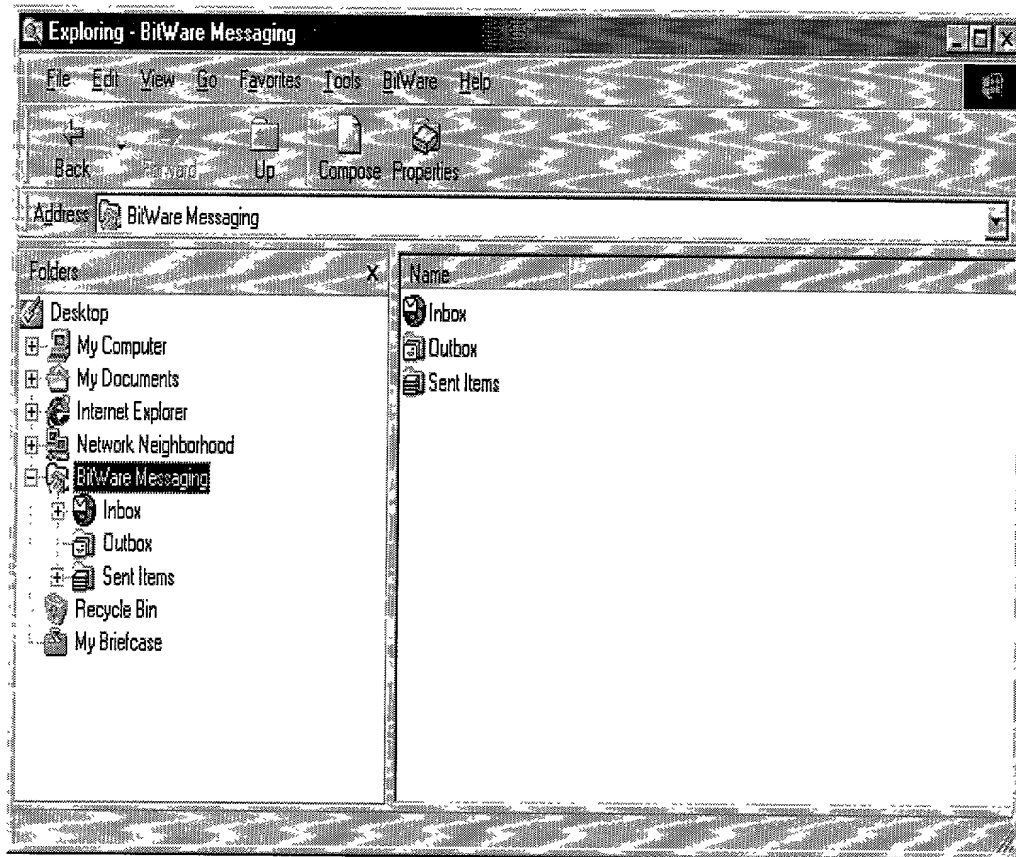 Exploring - BitWare Messaging
File Edit View Go Favorites Tools BitWare Help
Back Forward Up Compose Properties
Address BitWare Messaging
Folders x
Desktop
My Computer
My Documents
Internet Explorer
Network Neighborhood
BitWare Messaging
Inbox
Outbox
Sent Items
Recycle Bin
My Briefcase
Name
Inbox
Outbox
Sent Items